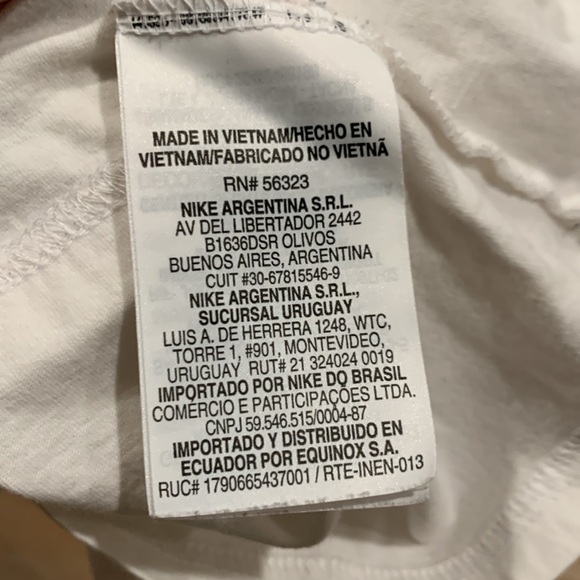 MADE IN VIETNAM/HECHO EN
VIETNAM/FABRICADO NO VIETNÃ
RN# 56323
NIKE ARGENTINA S.R.L.
AV DEL LIBERTADOR 2442
B1636DSR OLIVOS
BUENOS AIRES, ARGENTINA
CUIT #30-67815546-9
NIKE ARGENTINA S.R.L.,
SUCURSAL URUGUAY
LUIS A. DE HERRERA 1248, WTC,
TORRE 1, #901, MONTEVIDEO,
URUGUAY RUT# 21 324024 0019
IMPORTADO POR NIKE DO BRASIL
COMERCIO E PARTICIPAÇÕES LTDA.
CNPJ 59.546.515/0004-87
IMPORTADO Y DISTRIBUIDO EN
ECUADOR POR EQUINOX S.A.
RUC# 1790665437001 / RTE-INEN-013